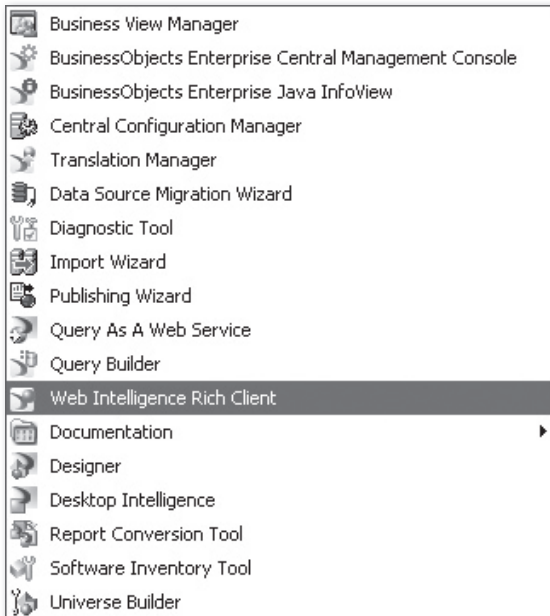 Business View Manager
BusinessObjects Enterprise Central Management Console
BusinessObjects Enterprise Java InfoView
Central Configuration Manager
Translation Manager
Data Source Migration Wizard
Diagnostic Tool
Import Wizard
Publishing Wizard
Query As A Web Service
Query Builder
Web Intelligence Rich Client
Documentation
Designer
Desktop Intelligence
Report Conversion Tool
Software Inventory Tool
Universe Builder